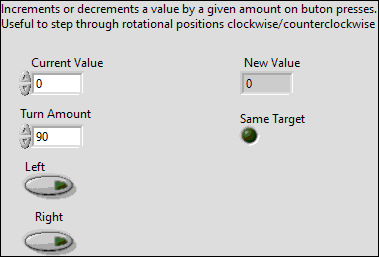 Increments or decrements a value by a given amount on buton presses.
Useful to step through rotational positions clockwise/counterclockwise
Current Value
New Value
0
0
Turn Amount
Same Target
90
Left
Right